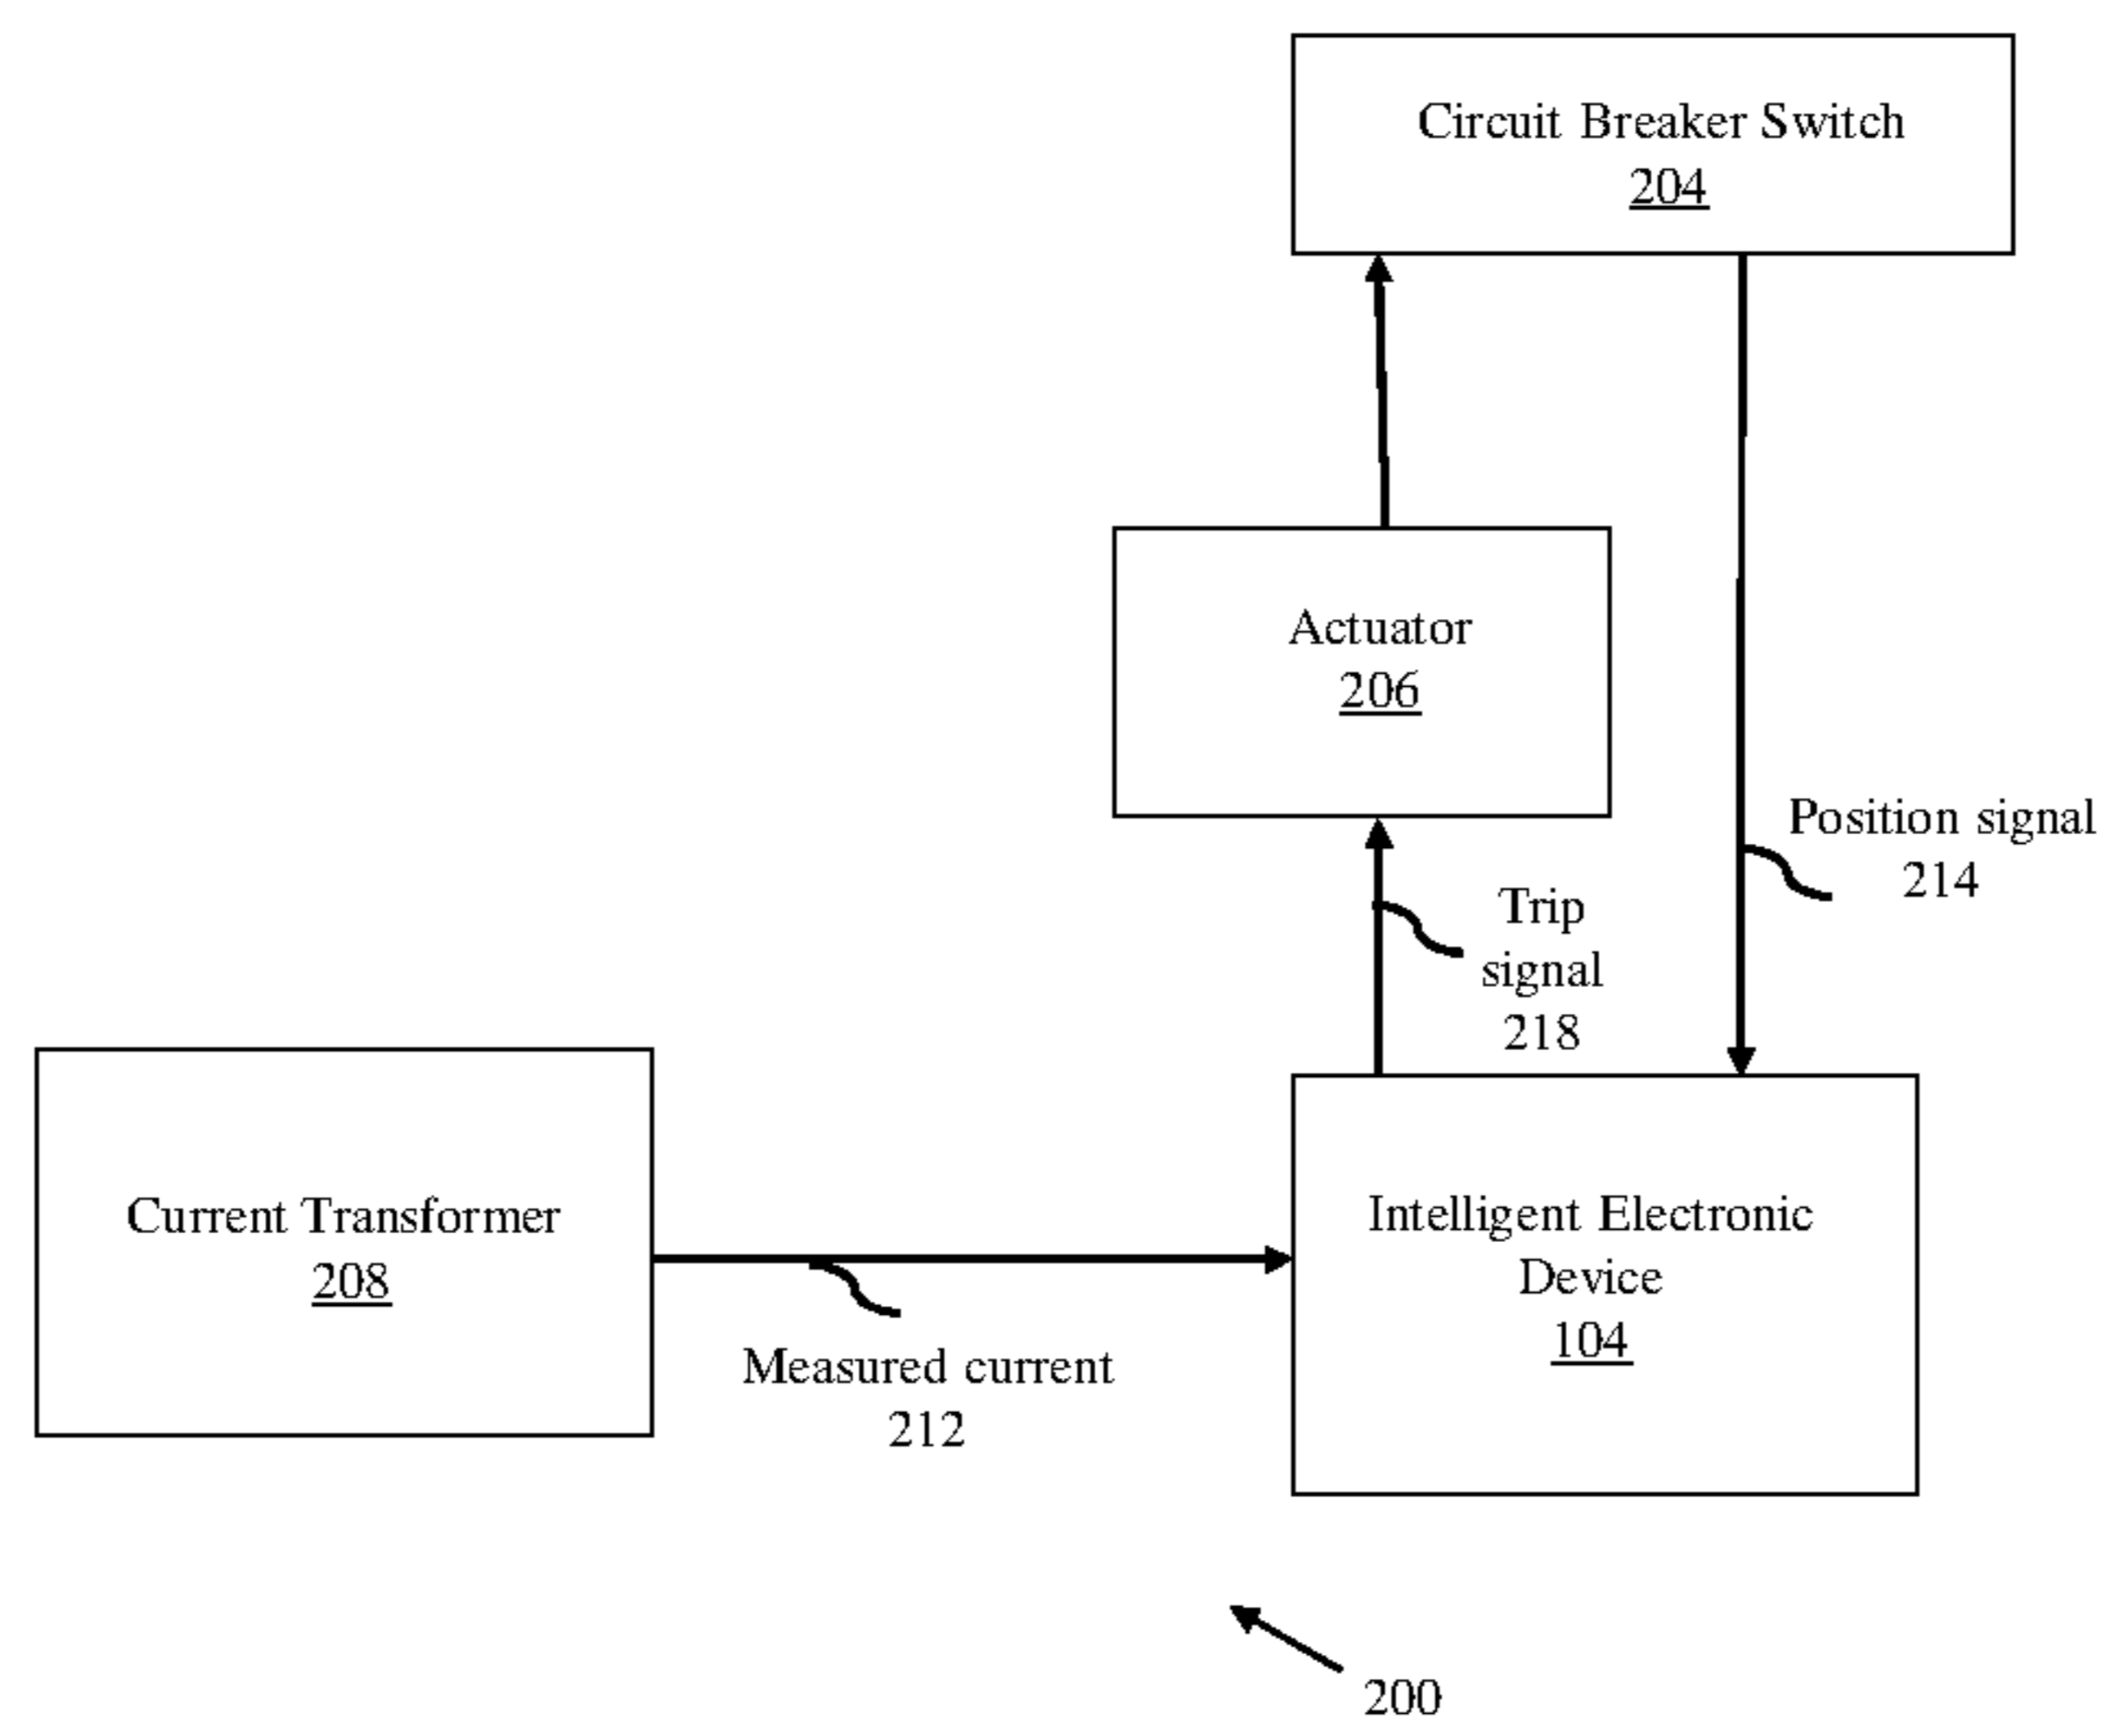 Circuit Breaker Switch
204
Actuator
206
Position signal
214
Trip
signal
218
Current Transformer
208
Measured current
212
Intelligent Electronic
Device
104
200